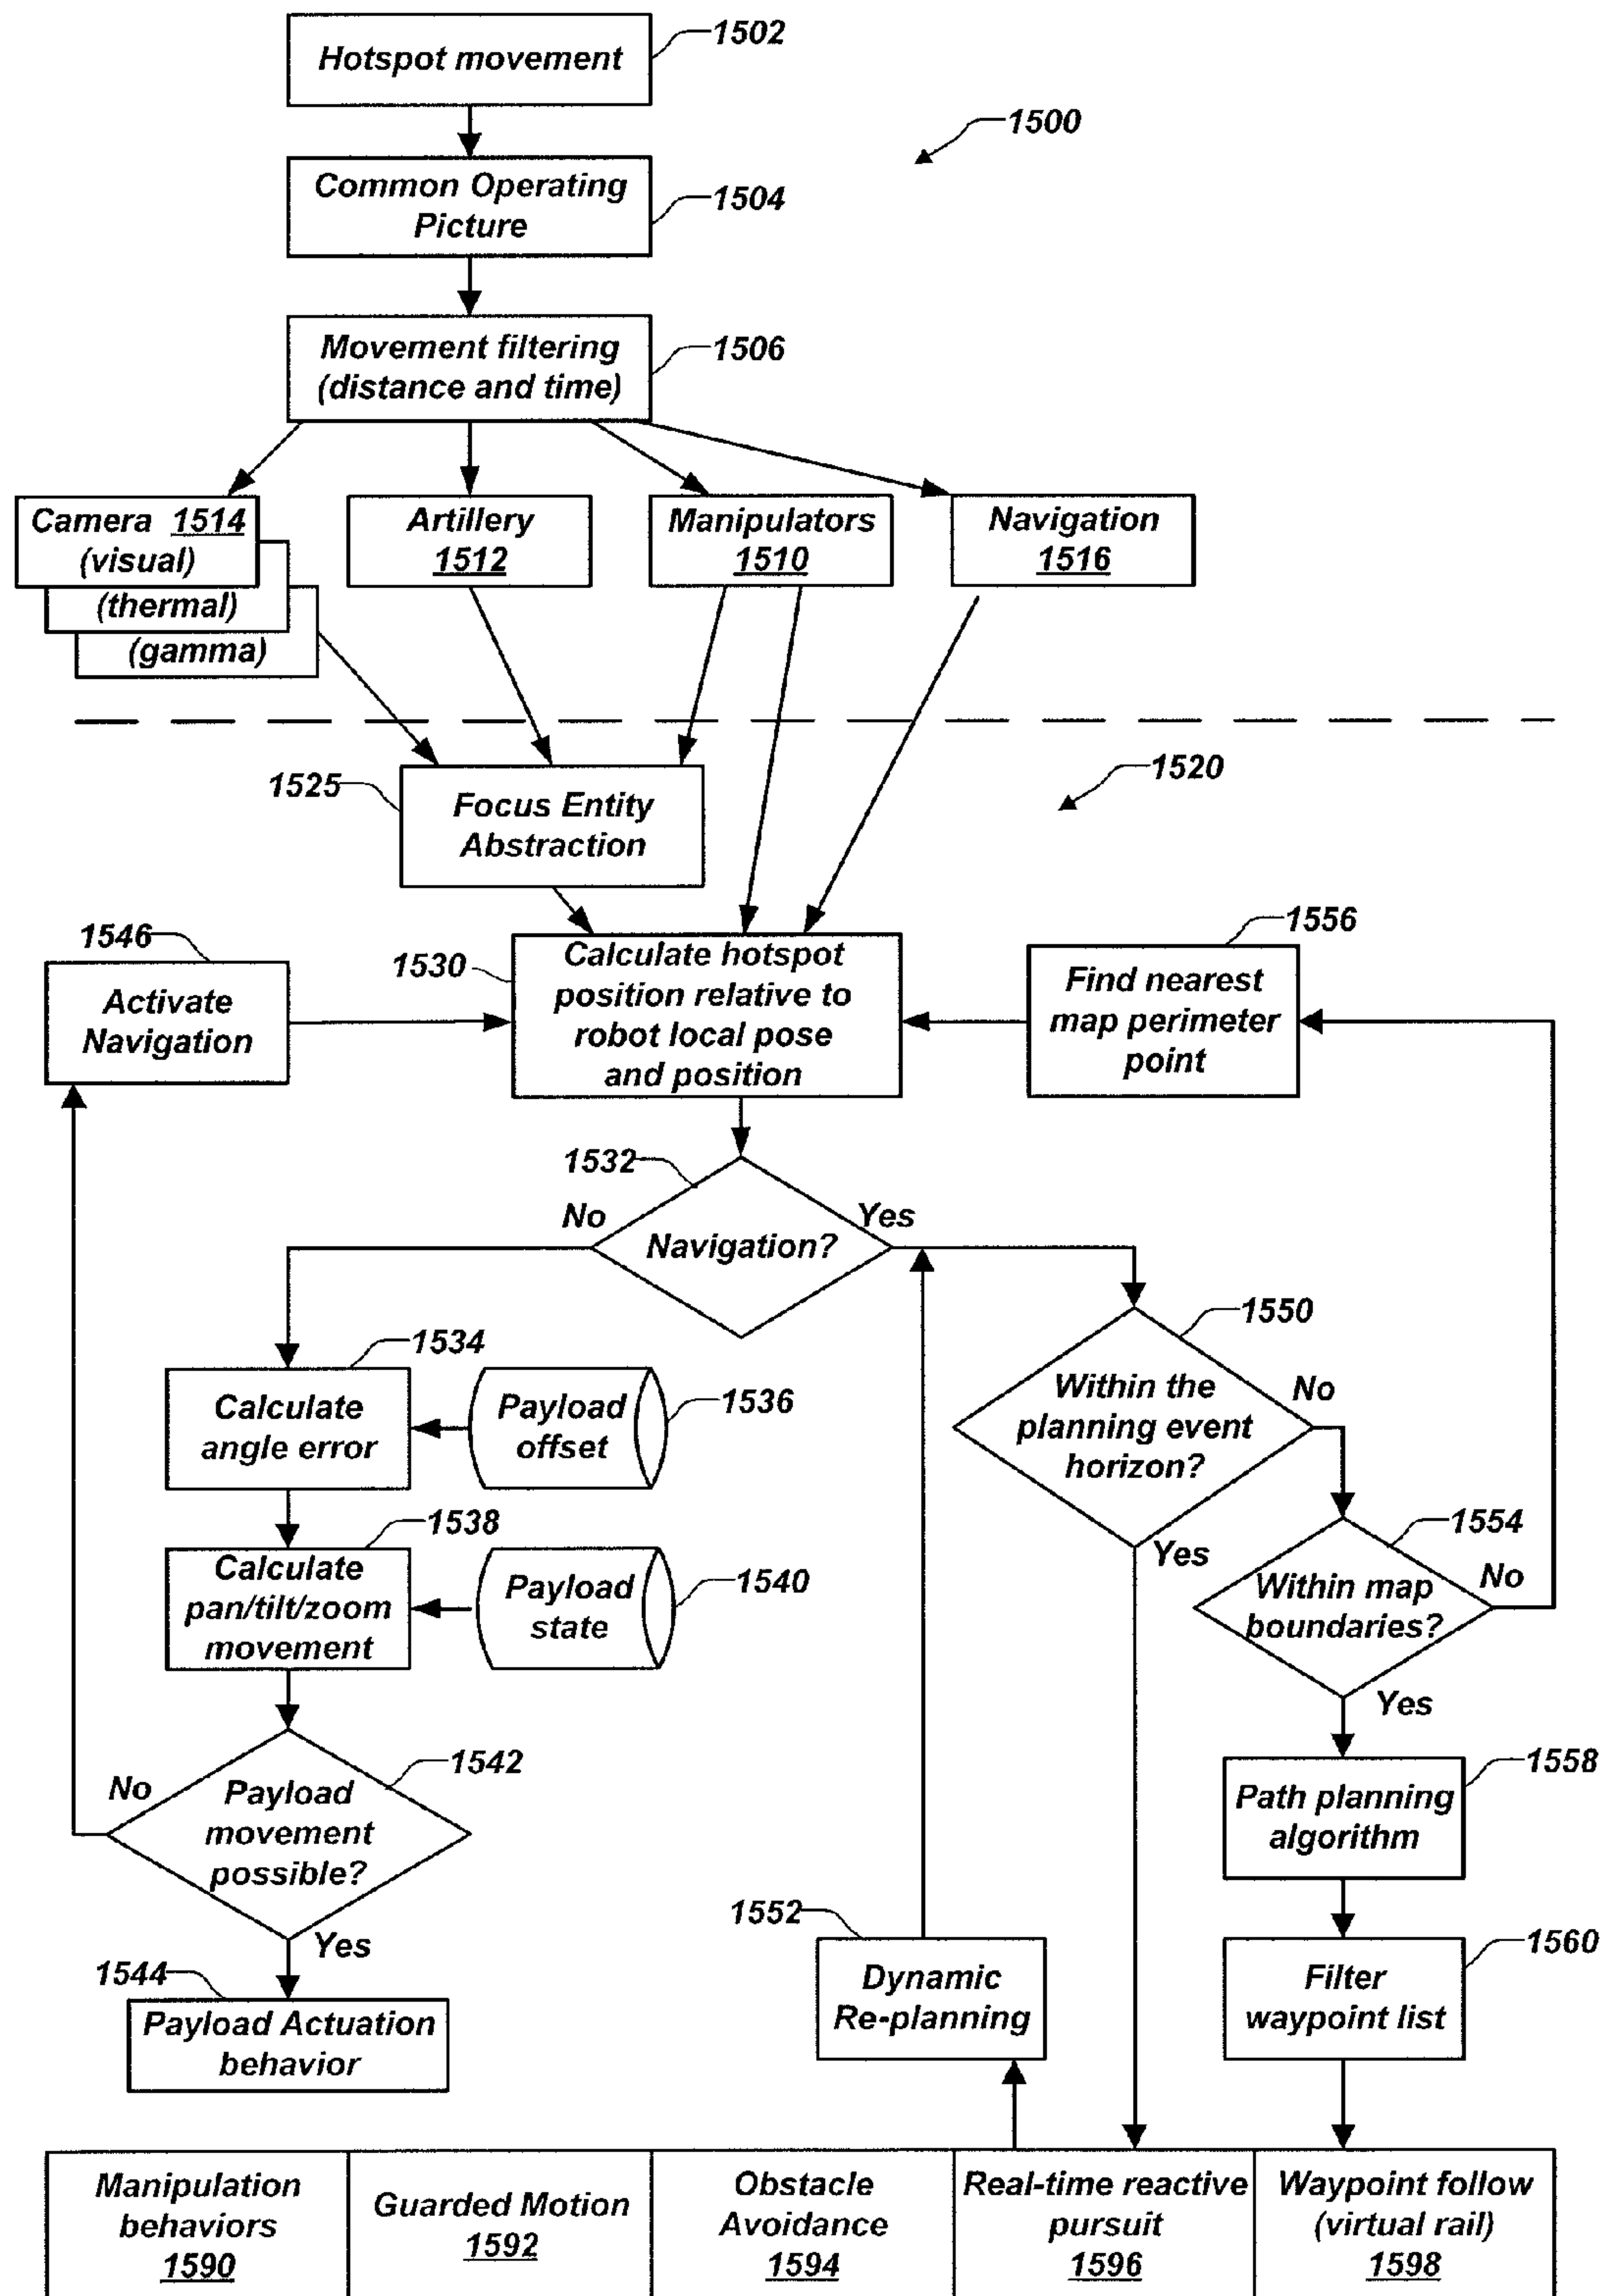 Hotspot movement
1502
1500
Common Operating
Picture
1504
Movement filtering
(distance and time)
1506
Camera 1514
(visual)
(thermal)
(gamma)
Artillery
1512
Manipulators
1510
Navigation
1516
1520
1525
Focus Entity
Abstraction
1546
Activate
Navigation
1530
Calculate hotspot
position relative to
robot local pose
and position
1556
Find nearest
map perimeter
point
1532
No
Yes
Navigation?
1534
Calculate
angle error
Payload
offset
1536
1550
Within the
planning event
horizon?
No
Yes
1538
Calculate
pan/tilt/zoom
movement
Payload
state
1540
1554
Within map
boundaries?
No
Yes
1542
No
Payload
movement
possible?
Yes
1558
Path planning
algorithm
1544
Payload Actuation
behavior
1552
Dynamic
Re-planning
1560
Filter
waypoint list
Manipulation
behaviors
1590
Guarded Motion
1592
Obstacle
Avoidance
1594
Real-time reactive
pursuit
1596
Waypoint follow
(virtual rail)
1598